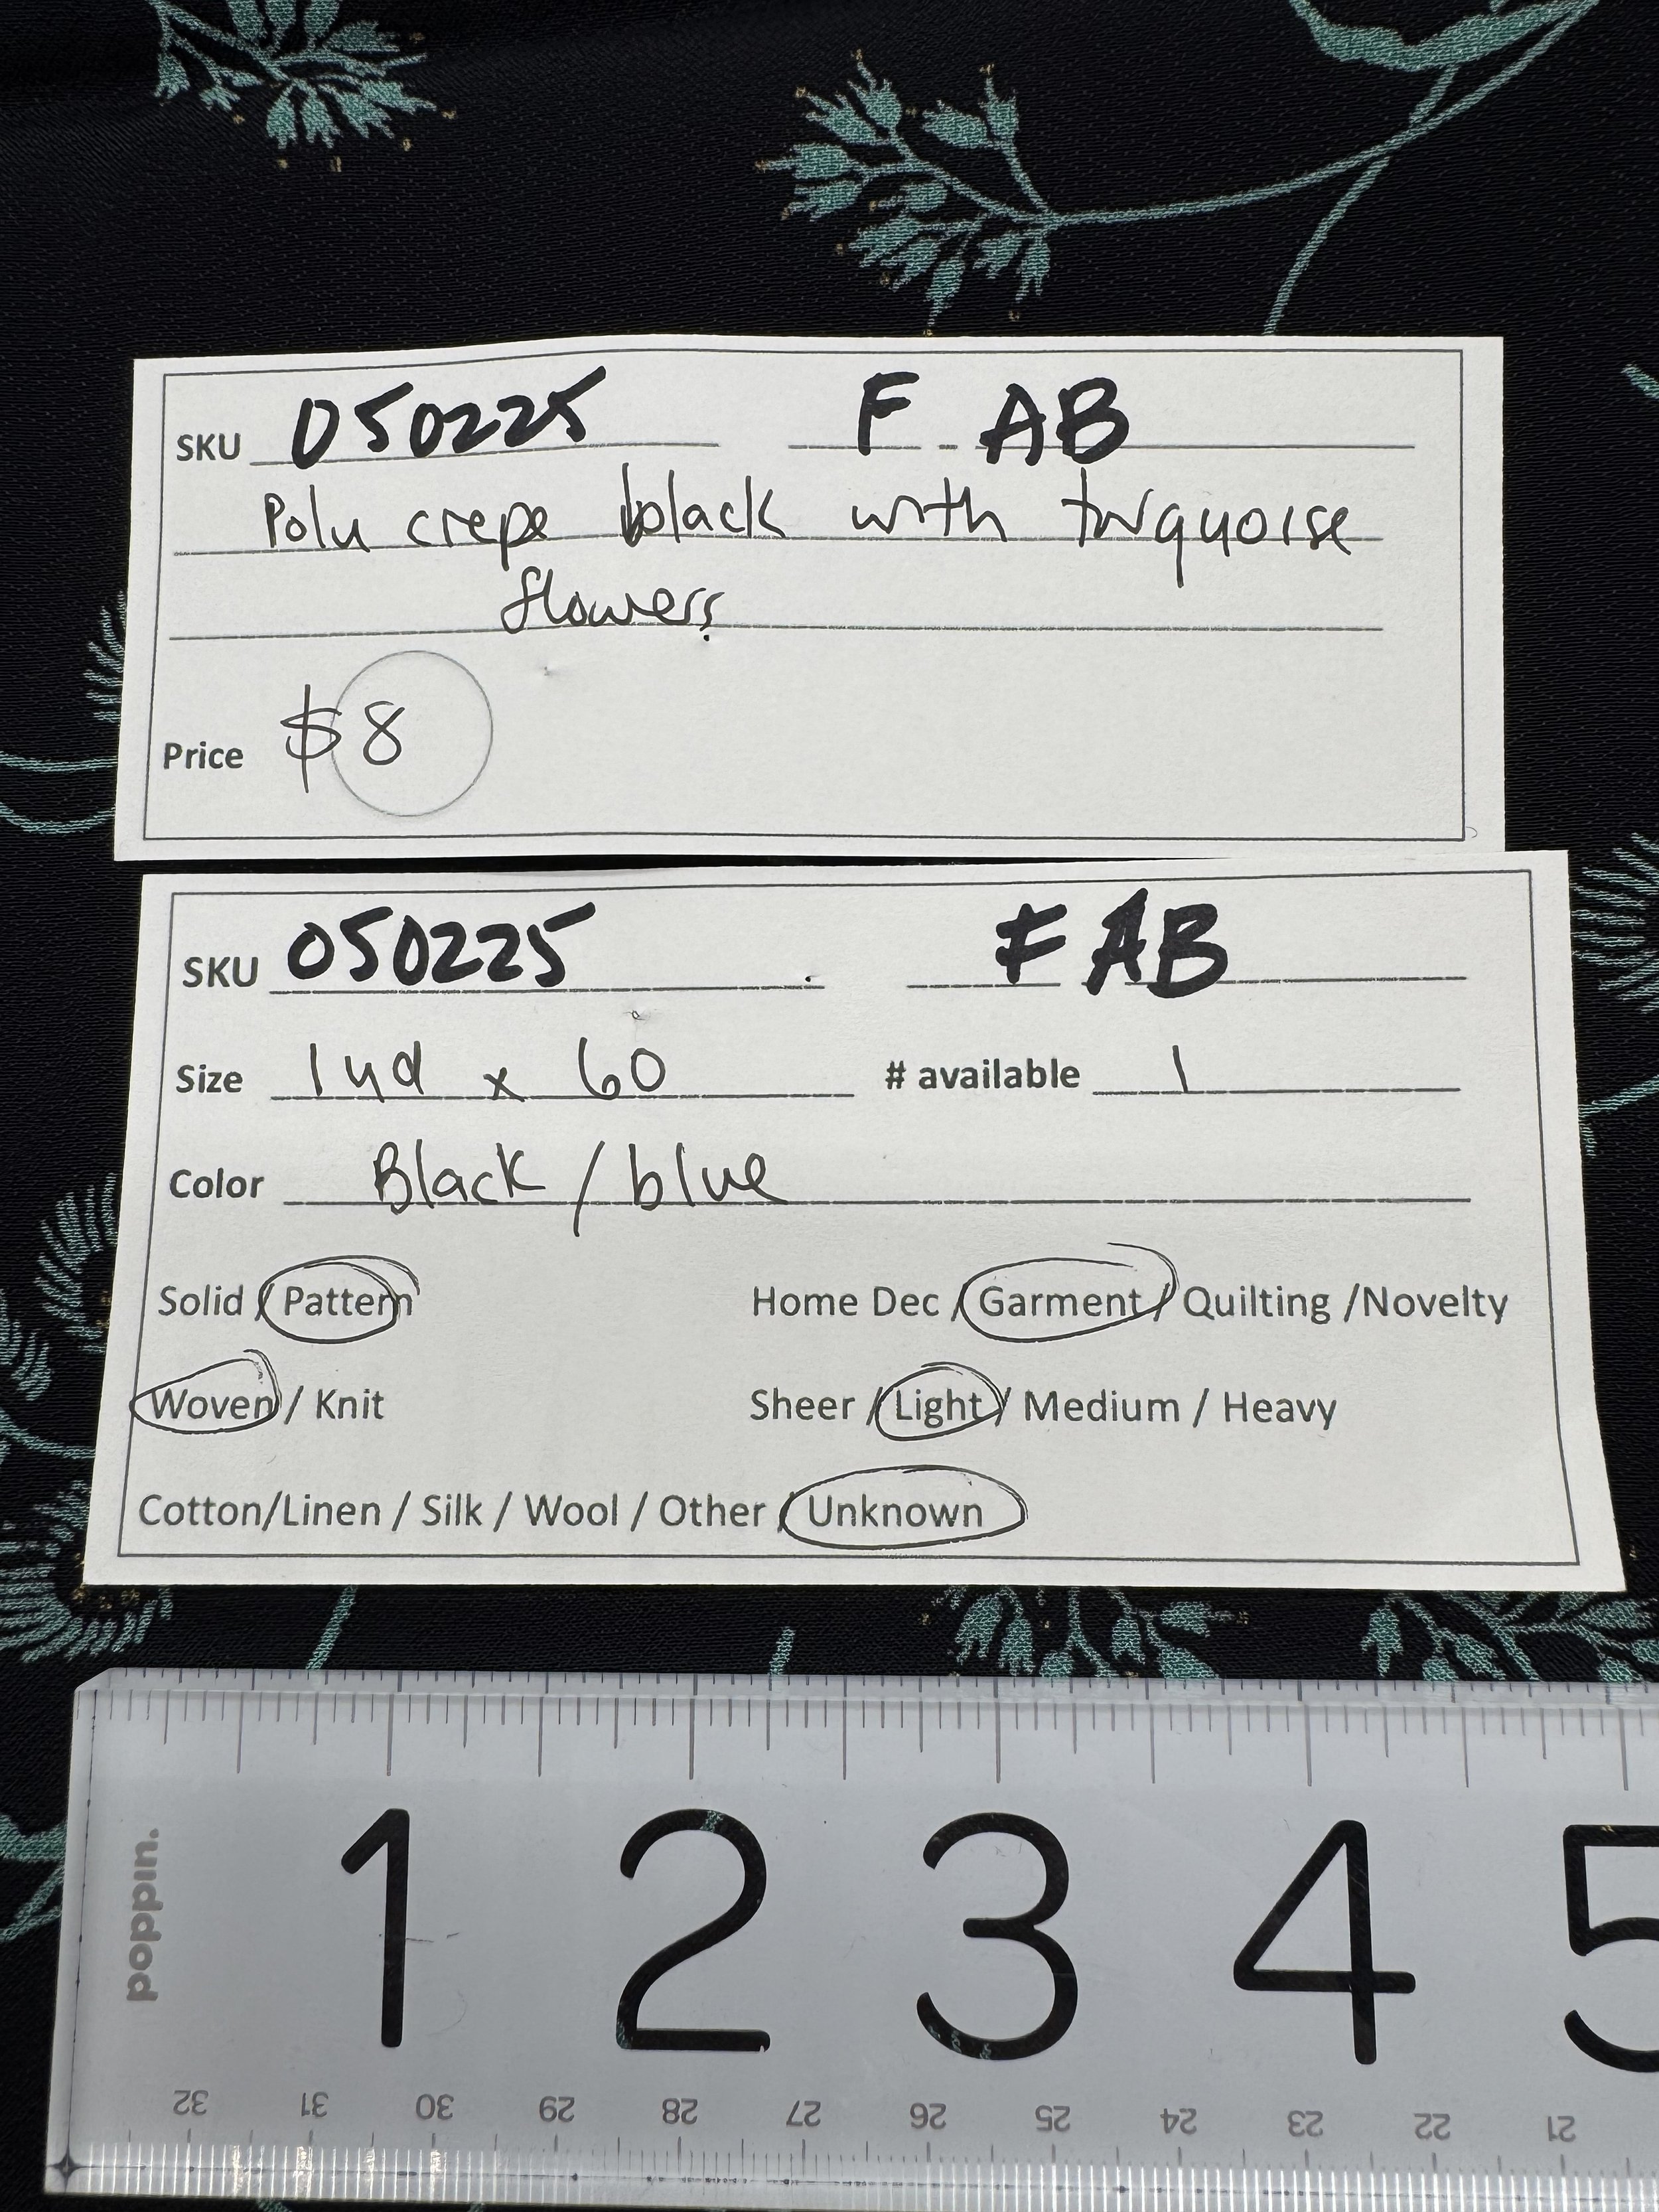 SKU 050225 F - AB
Poly crepe black with turquoise
flowers
Price $8
SKU 050225 F AB
Size 1yd x 60 # available 1
Color Black / blue
Solid / Pattern Home Dec / Garment / Quilting /Novelty
Woven / Knit Sheer / Light / Medium / Heavy
Cotton/Linen / Silk / Wool / Other / Unknown
poppin.
1 2 3 4 5
32 31 30 29 28 27 26 25 24 23 22 21